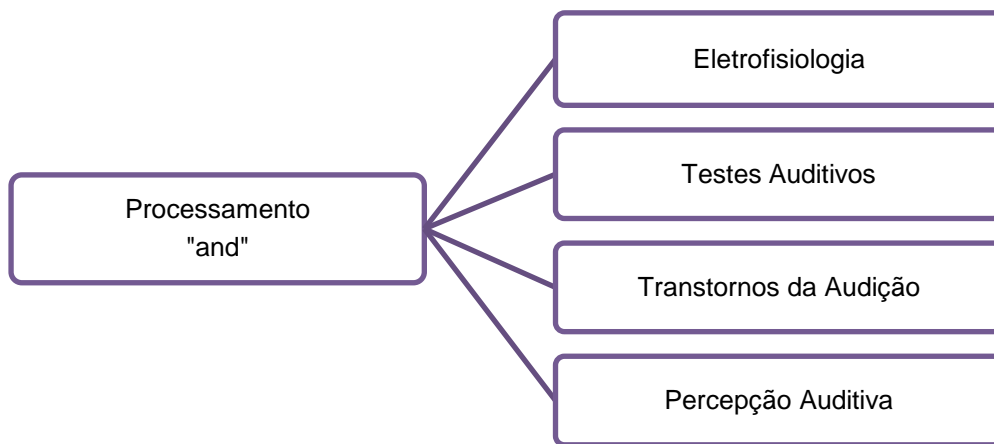 Processamento
"and"
Eletrofisiologia
Testes Auditivos
Transtornos da Audição
Percepção Auditiva